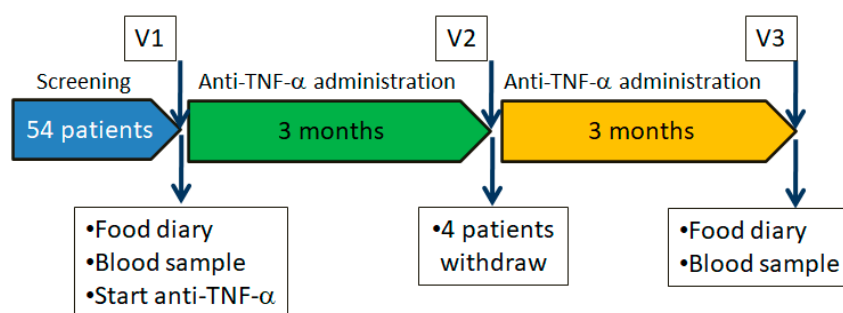 V1
V2
V3
Screening
Anti-TNF-α administration
Anti-TNF-α administration
54 patients
3 months
3 months
•Food diary
•Blood sample
•Start anti-TNF-α
•4 patients
withdraw
•Food diary
•Blood sample